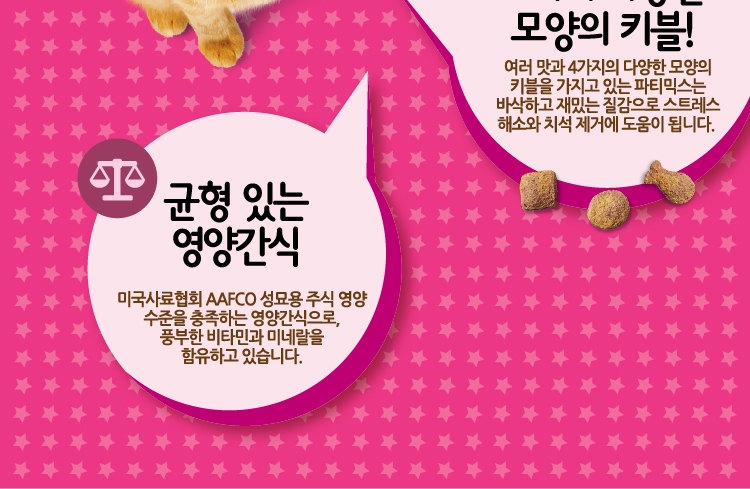 모양의 키블!
여러 맛과 4가지의 다양한 모양의
키블을 가지고 있는 파티믹스는
바삭하고 재밌는 질감으로 스트레스
해소와 치석 제거에 도움이 됩니다.
균형 있는
영양간식
미국사료협회 AAFCO 성묘용 주식 영양
수준을 충족하는 영양간식으로,
풍부한 비타민과 미네랄을
함유하고 있습니다.